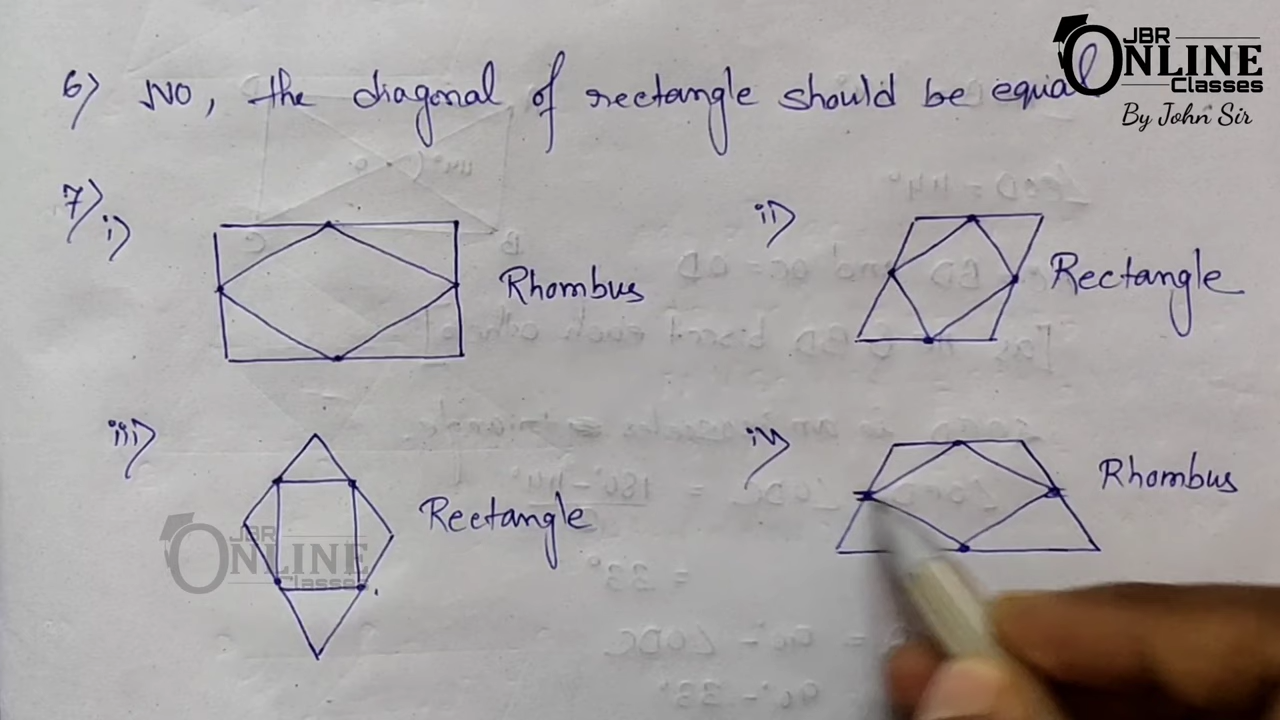 JBR
ONLINE
Classes
By John Sir
6) No, the diagonal of rectangle should be equal
7) i) Rhombus
ii) Rectangle
iii) Rectangle
iv) Rhombus
JBR
ONLINE
Classes